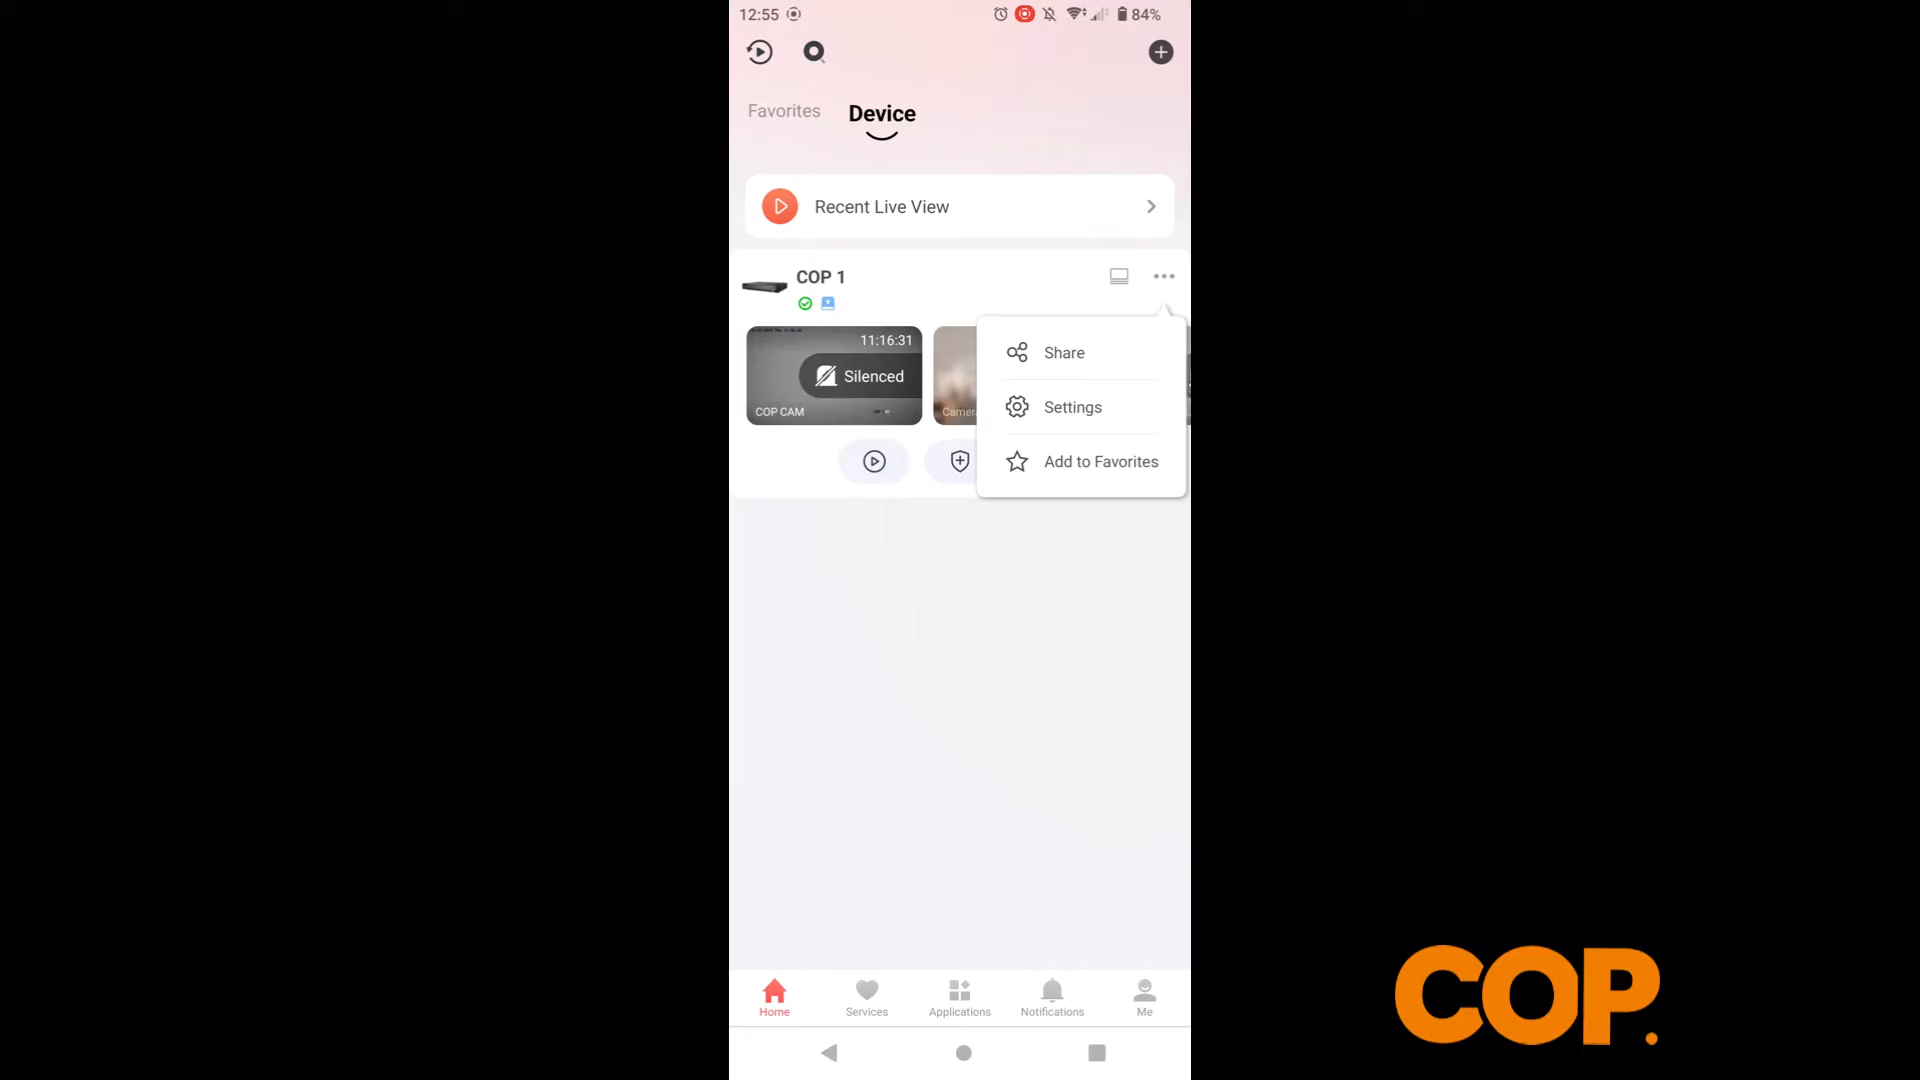 12:55
84%
Favorites
Device
Recent Live View
COP 1
11:16:31
Silenced
COP CAM
Camera
Share
Settings
Add to Favorites
Home
Services
Applications
Notifications
Me
COP.